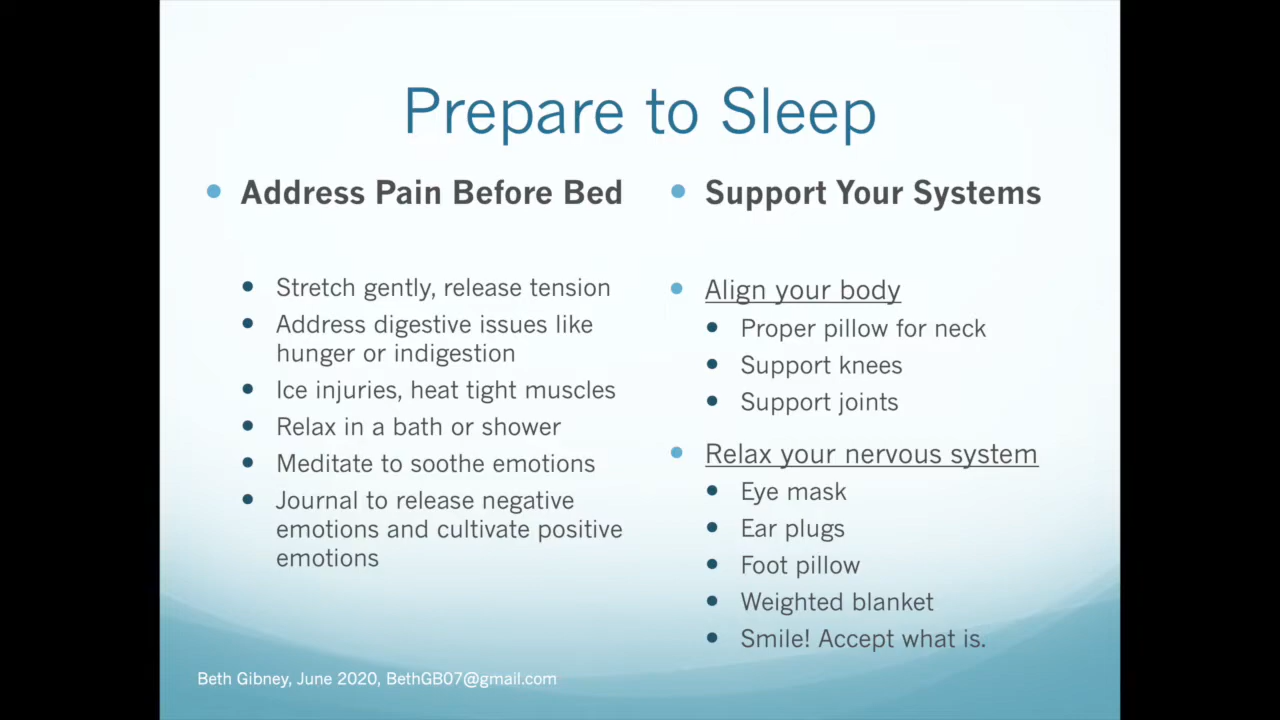 Prepare to Sleep
Address Pain Before Bed
Stretch gently, release tension
Address digestive issues like
hunger or indigestion
Ice injuries, heat tight muscles
Relax in a bath or shower
Meditate to soothe emotions
Journal to release negative
emotions and cultivate positive
emotions
Support Your Systems
Align your body
Proper pillow for neck
Support knees
Support joints
Relax your nervous system
Eye mask
Ear plugs
Foot pillow
Weighted blanket
Smile! Accept what is.
Beth Gibney, June 2020, BethGB07@gmail.com